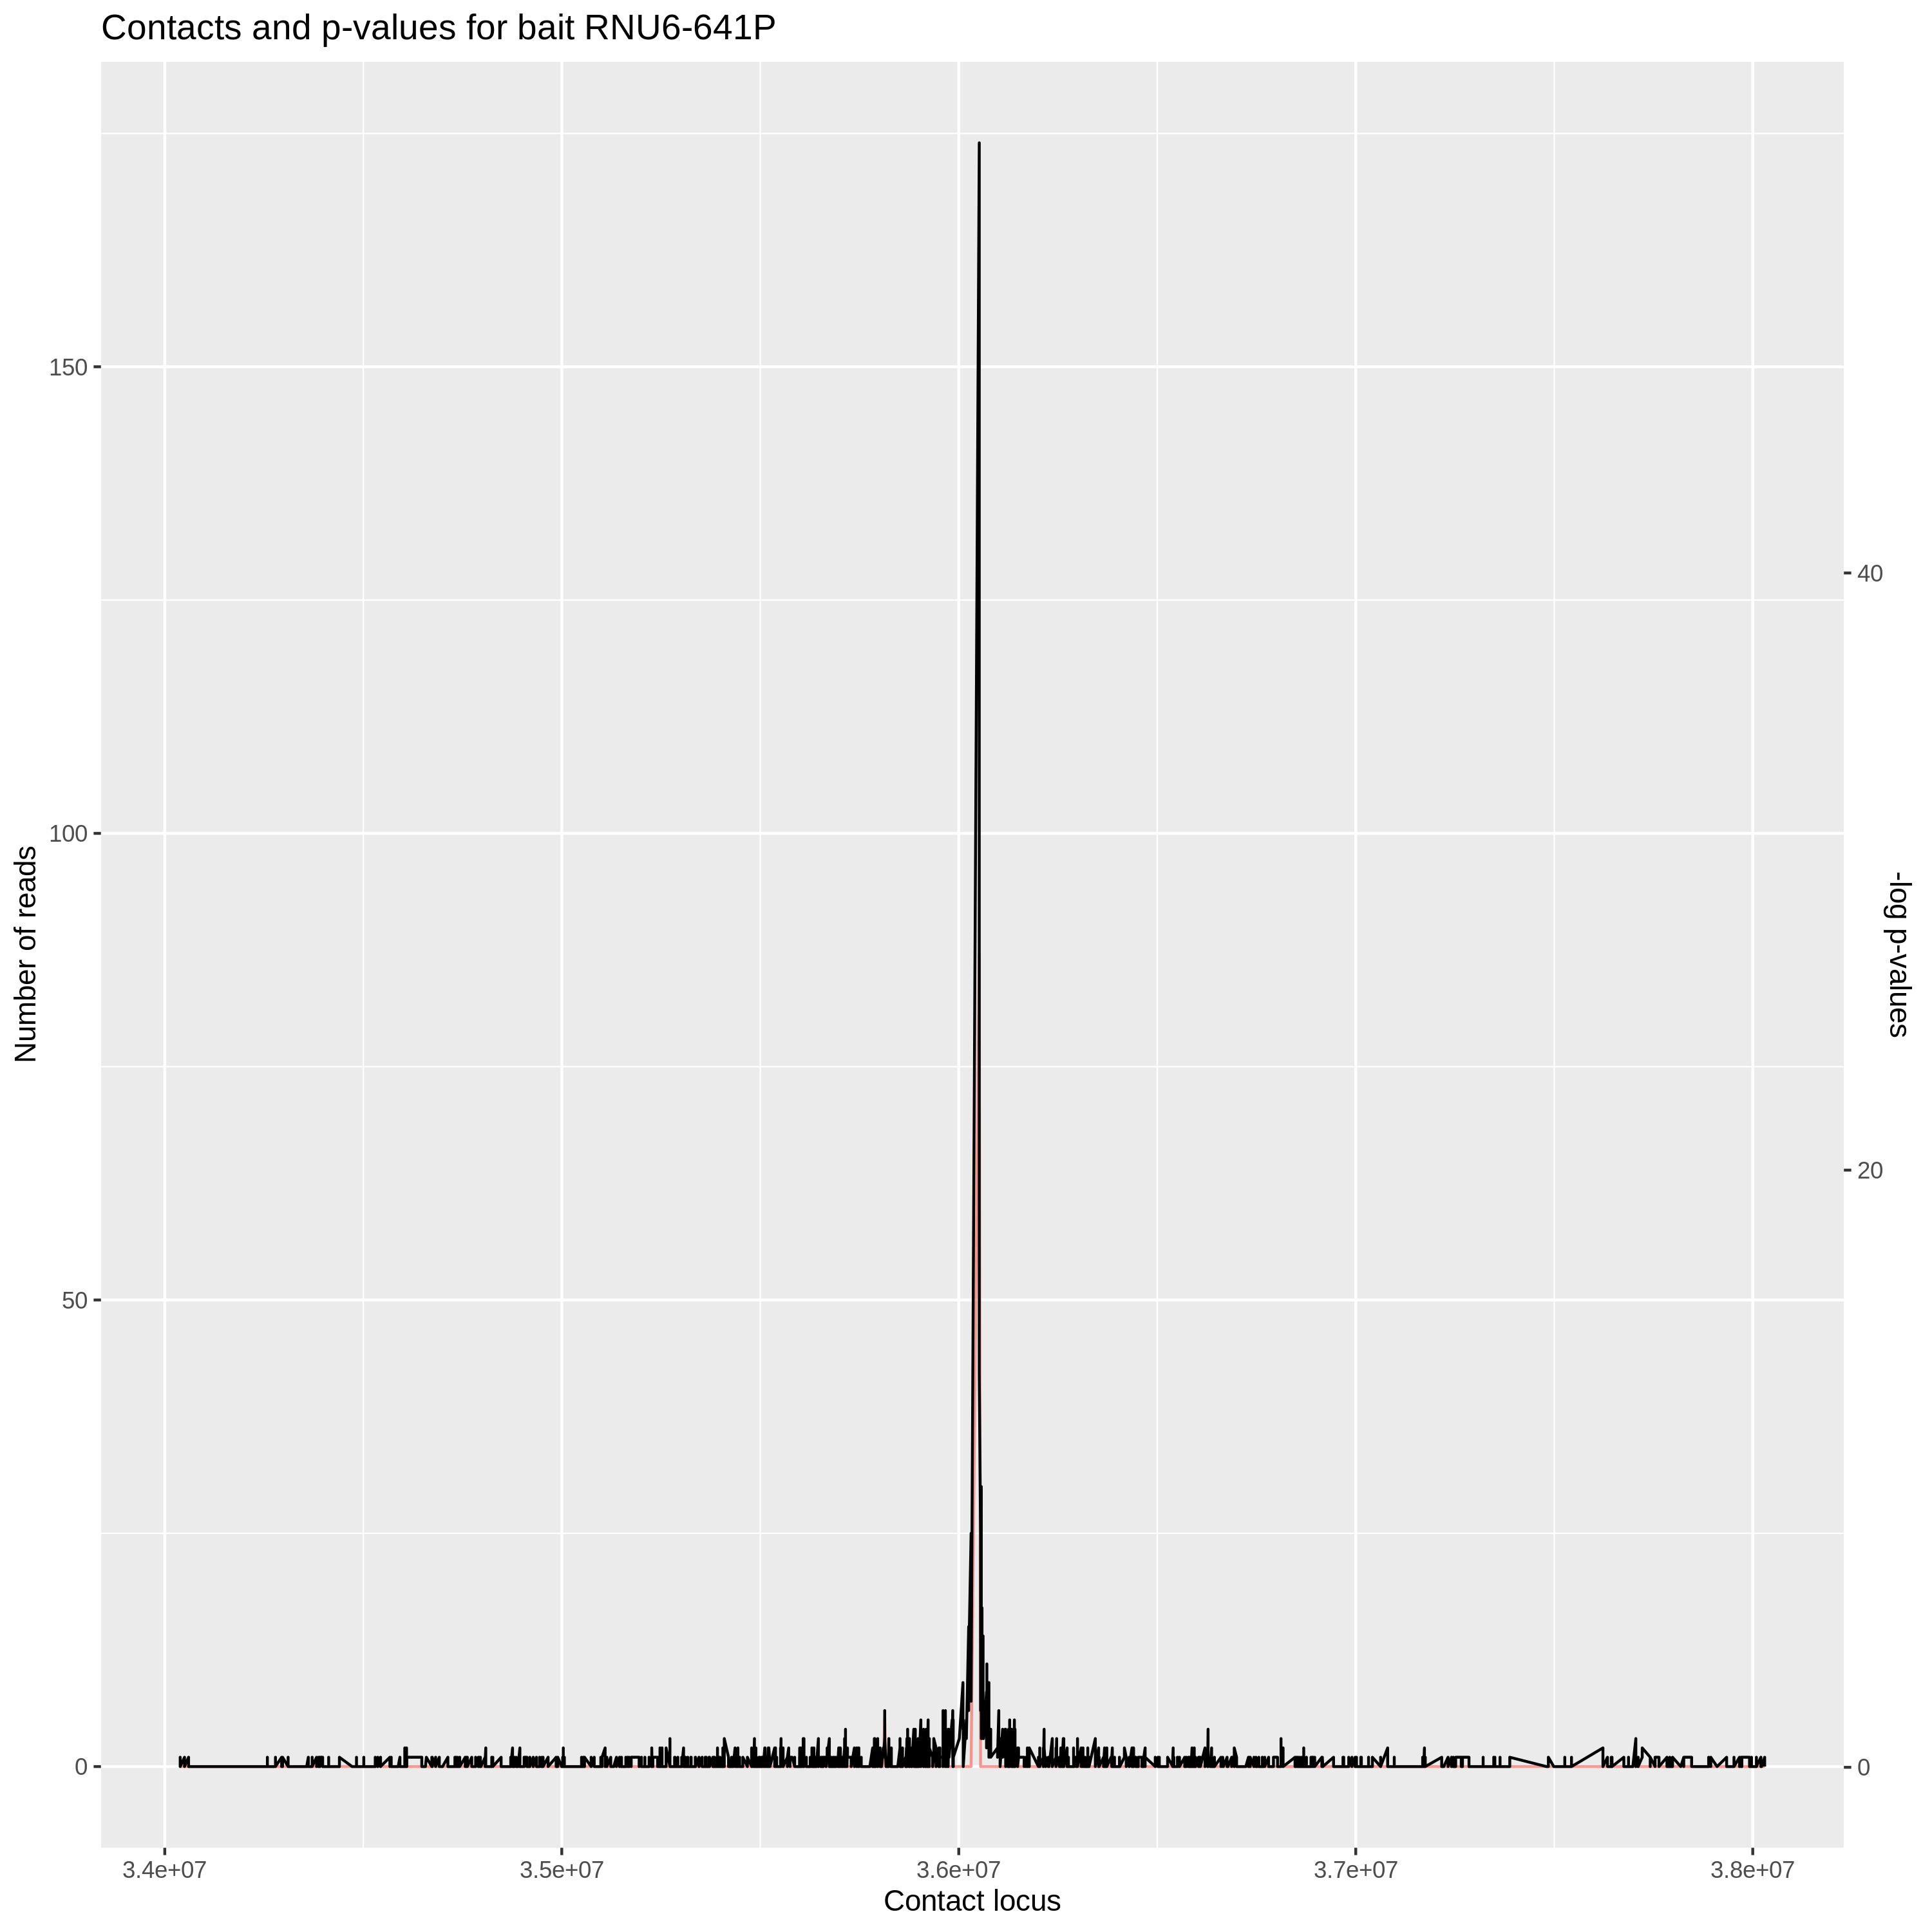 Contacts and p-values for bait RNU6-641P
150
100
50
0
Number of reads
40
20
0
-log p-values
3.4e+07
3.5e+07
3.6e+07
3.7e+07
3.8e+07
Contact locus